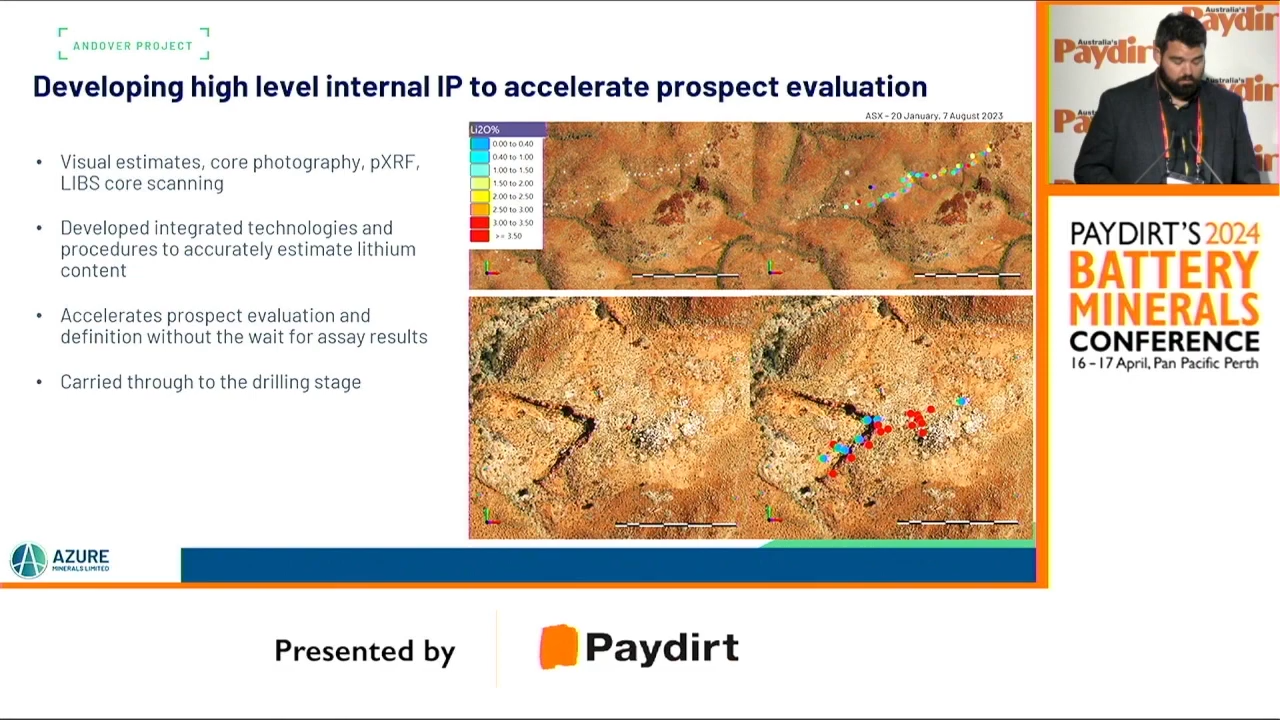 ANDOVER PROJECT
Developing high level internal IP to accelerate prospect evaluation
ASX – 20 January, 7 August 2023
• Visual estimates, core photography, pXRF,
LIBS core scanning
• Developed integrated technologies and
procedures to accurately estimate lithium
content
• Accelerates prospect evaluation and
definition without the wait for assay results
• Carried through to the drilling stage
Li2O%
0.00 to 0.40
0.40 to 1.00
1.00 to 1.50
1.50 to 2.00
2.00 to 2.50
2.50 to 3.00
3.00 to 3.50
>= 3.50
AZURE
MINERALS LIMITED
Australia's
Paydirt
Australia's
Paydirt
Australia's
PAYDIRT'S 2024
BATTERY
MINERALS
CONFERENCE
16 – 17 April, Pan Pacific Perth
Presented by
Paydirt